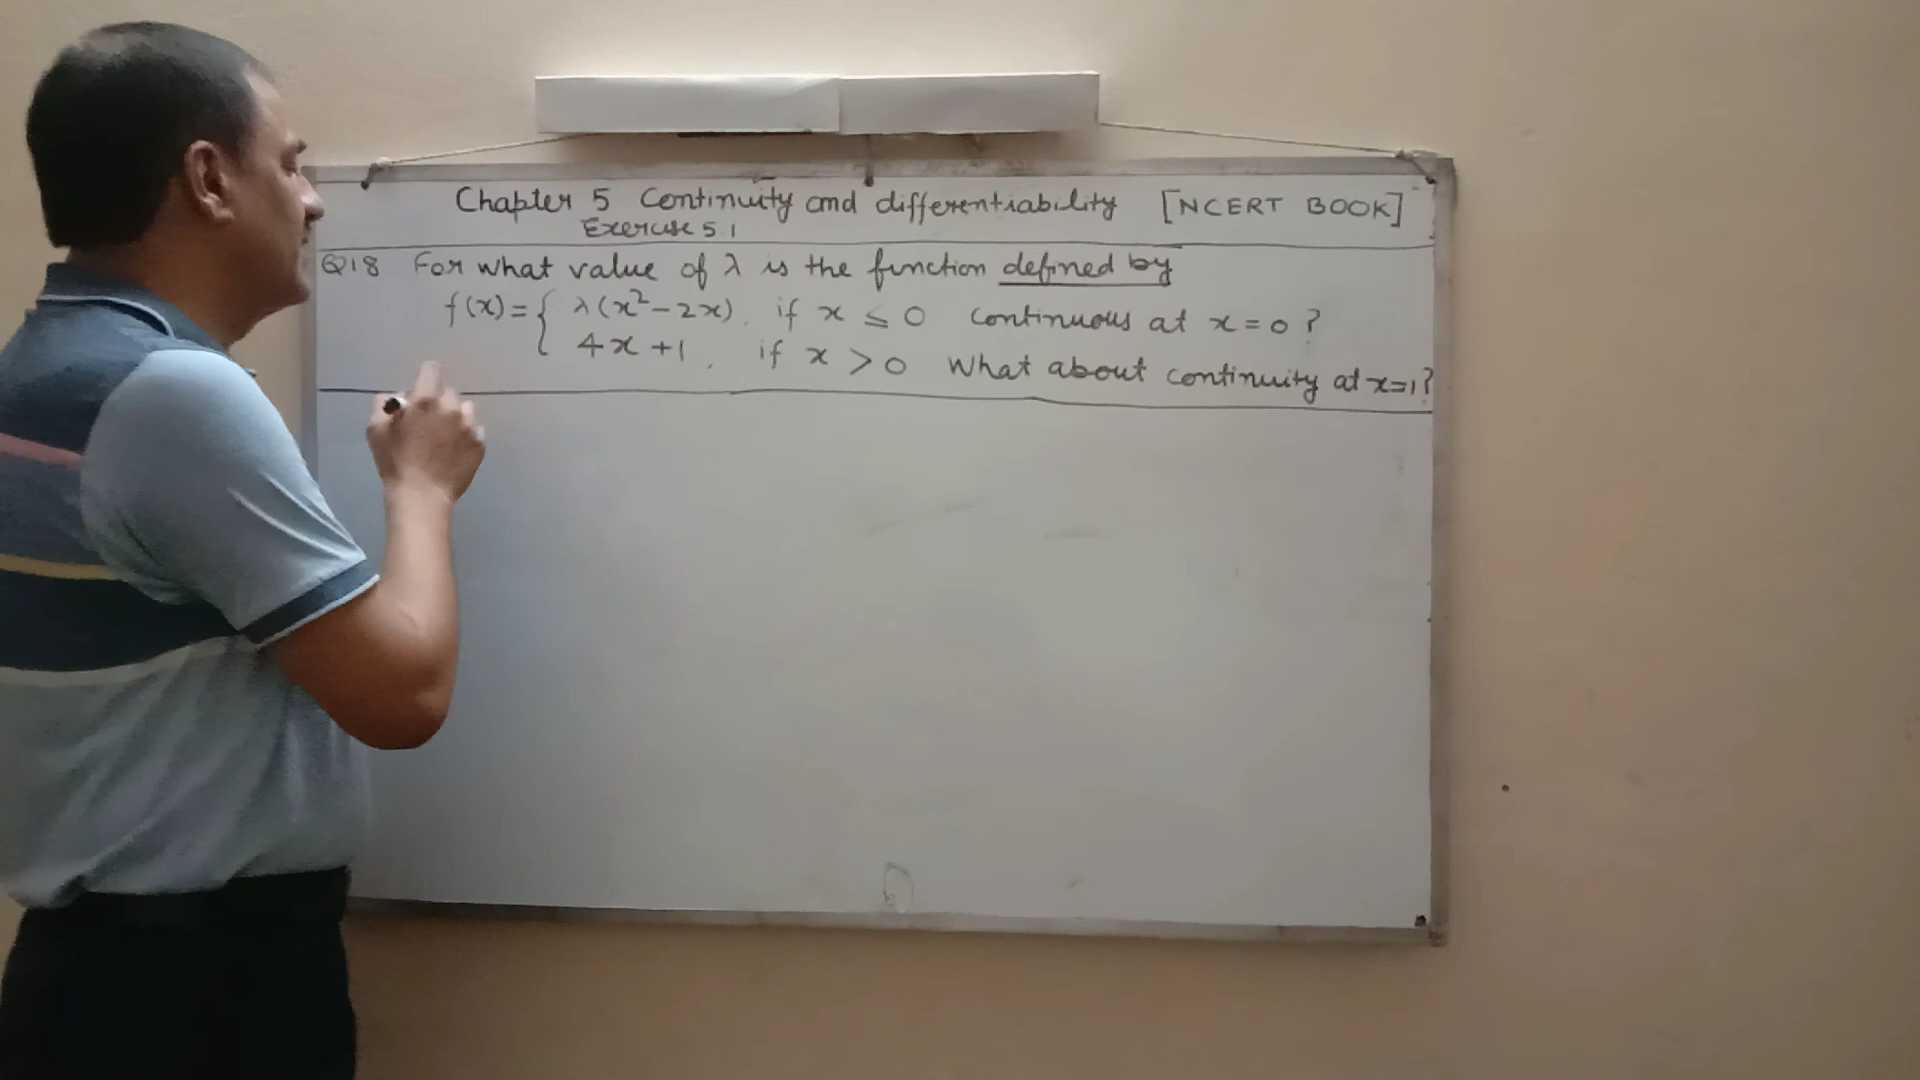 Chapter 5 Continuity and differentiability [NCERT BOOK]
Exercise 5.1
Q18 For what value of λ is the function defined by
f(x) = { λ(x² - 2x), if x ≤ 0 continuous at x = 0 ?
4x + 1, if x > 0 What about continuity at x=1?